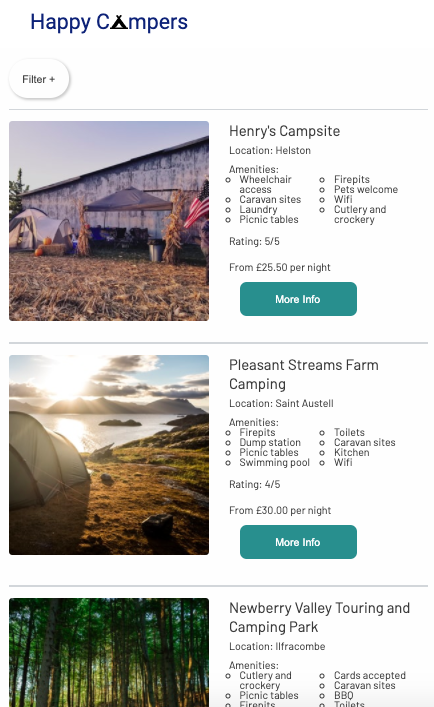 Happy Campers
Filter +
Henry's Campsite
Location: Helston
Amenities:
Wheelchair
access
Caravan sites
Laundry
Picnic tables
Firepits
Pets welcome
Wifi
Cutlery and
crockery
Rating: 5/5
From £25.50 per night
More Info
Pleasant Streams Farm
Camping
Location: Saint Austell
Amenities:
Firepits
Dump station
Picnic tables
Swimming pool
Toilets
Caravan sites
Kitchen
Wifi
Rating: 4/5
From £30.00 per night
More Info
Newberry Valley Touring and
Camping Park
Location: Ilfracombe
Amenities:
Cutlery and
crockery
Picnic tables
Firepits
Cards accepted
Caravan sites
BBQ
Toilets